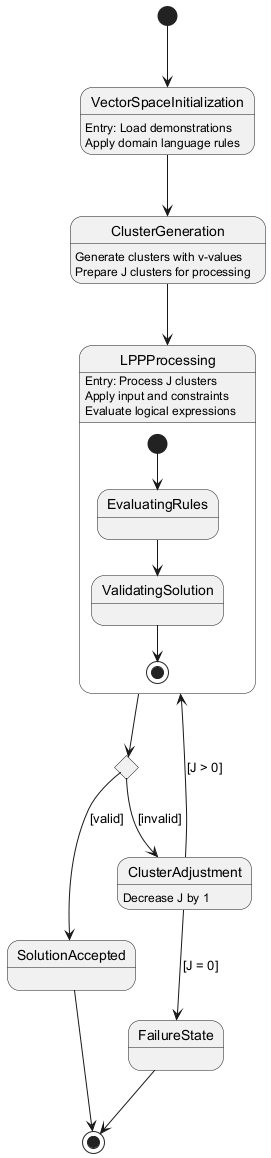 VectorSpaceInitialization
Entry: Load demonstrations
Apply domain language rules
ClusterGeneration
Generate clusters with v-values
Prepare J clusters for processing
LPPProcessing
Entry: Process J clusters
Apply input and constraints
Evaluate logical expressions
EvaluatingRules
ValidatingSolution
[J > 0]
[valid]
[invalid]
ClusterAdjustment
Decrease J by 1
SolutionAccepted
[J = 0]
FailureState